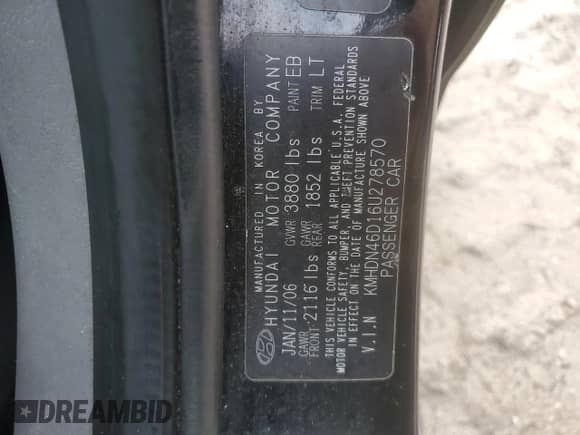 MANUFACTURED IN KOREA BY
HYUNDAI MOTOR COMPANY
JAN/11/06 GVWR 3880 lbs PAINT EB
GAWR FRONT 2116 lbs GAWR REAR 1852 lbs TRIM LT
THIS VEHICLE CONFORMS TO ALL APPLICABLE U.S.A. FEDERAL
MOTOR VEHICLE SAFETY, BUMPER, AND THEFT PREVENTION STANDARDS
IN EFFECT ON THE DATE OF MANUFACTURE SHOWN ABOVE
V.I.N KMHDN46D16U278570
PASSENGER CAR
DREAMBID